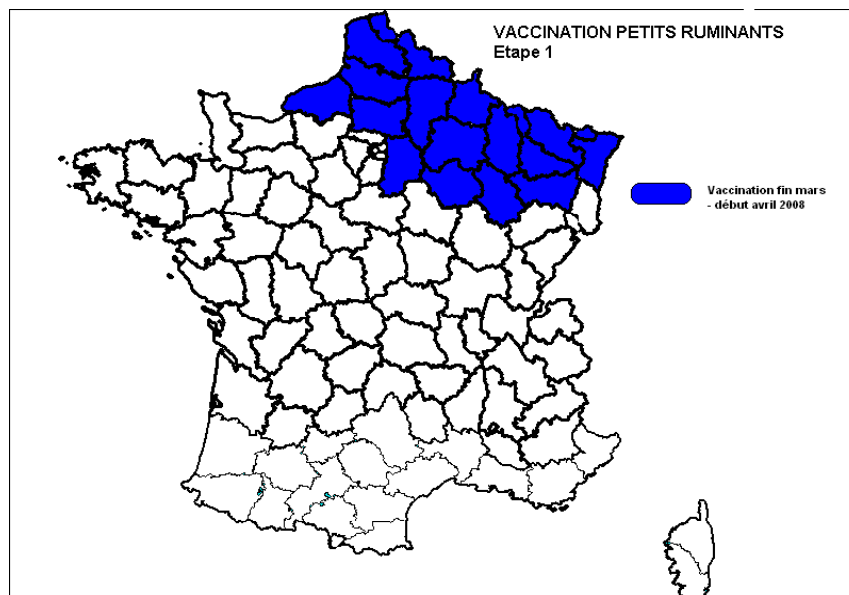 VACCINATION PETITS RUMINANTS
Etape 1
Vaccination fin mars
- début avril 2008